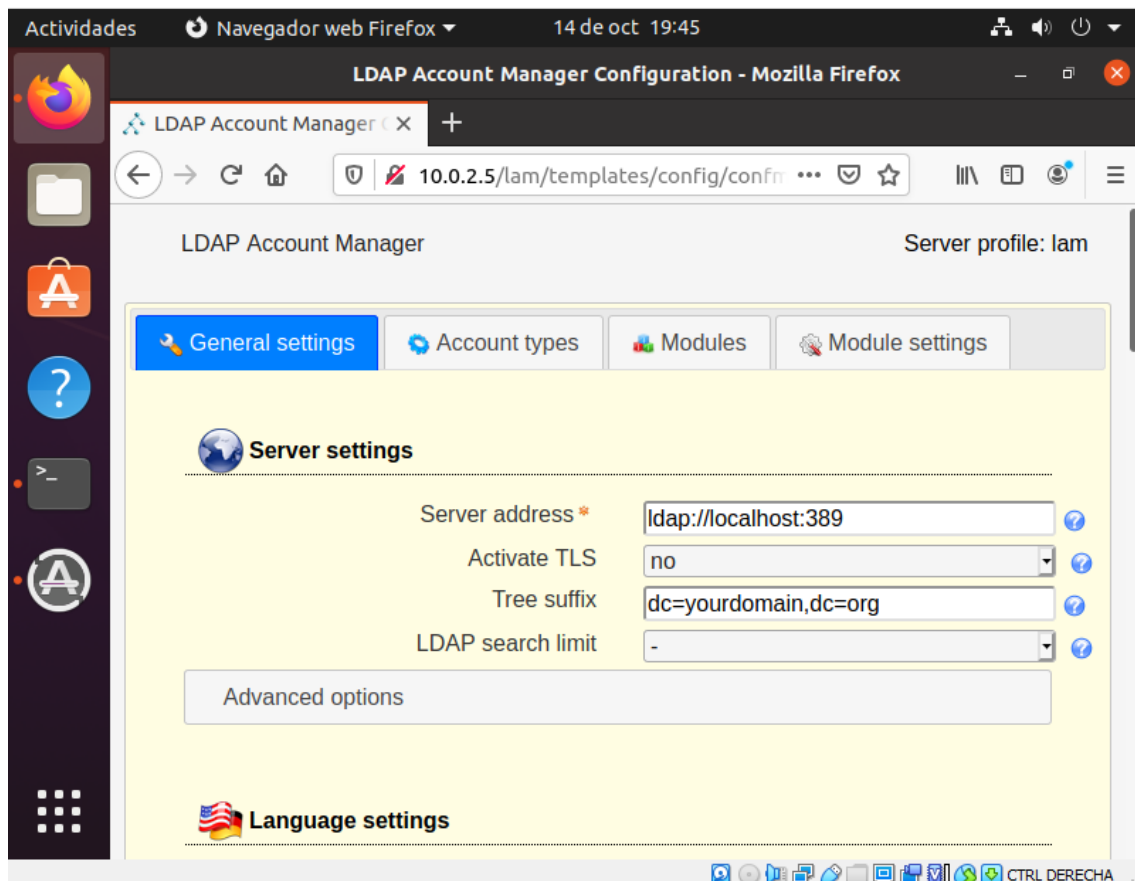 Actividades Navegador web Firefox 14 de oct 19:45
LDAP Account Manager Configuration - Mozilla Firefox
LDAP Account Manager
10.0.2.5/lam/templates/config/confm
LDAP Account Manager Server profile: lam
General settings Account types Modules Module settings
Server settings
Server address * ldap://localhost:389
Activate TLS no
Tree suffix dc=yourdomain,dc=org
LDAP search limit -
Advanced options
Language settings
CTRL DERECHA